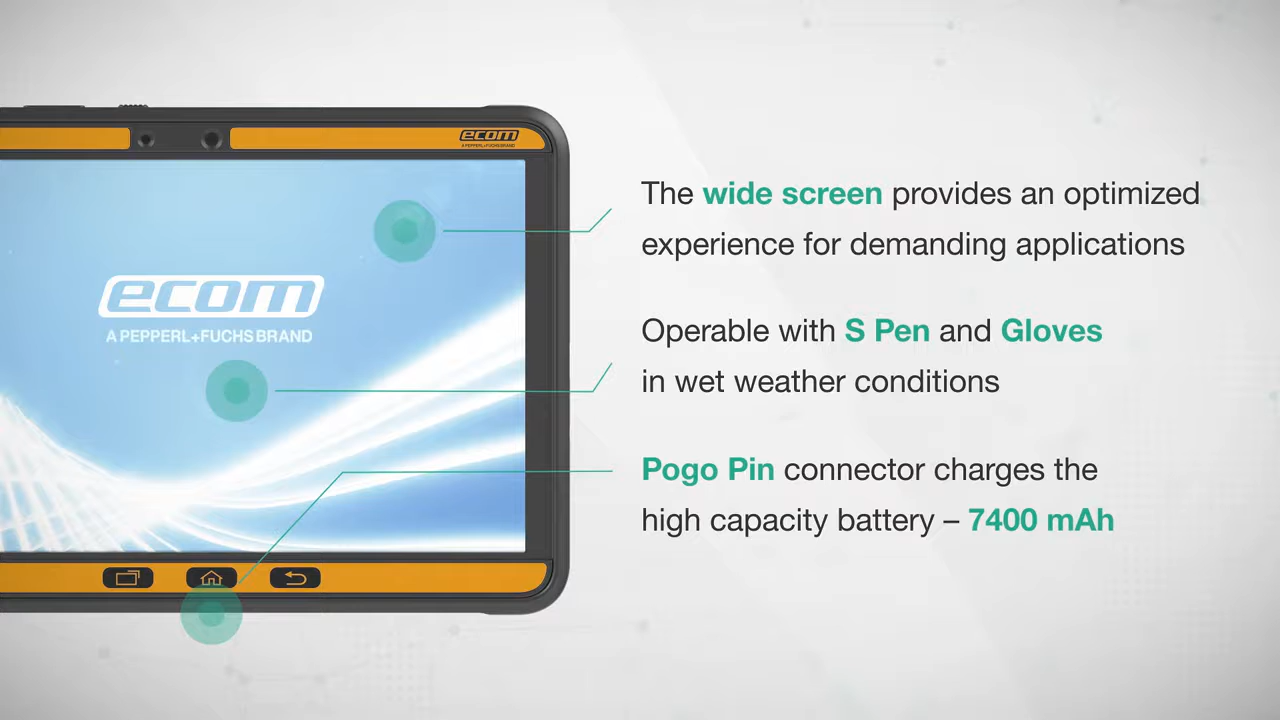 ecom
A PEPPERL+FUCHS BRAND
The wide screen provides an optimized
experience for demanding applications
ecom
A PEPPERL+FUCHS BRAND
Operable with S Pen and Gloves
in wet weather conditions
Pogo Pin connector charges the
high capacity battery – 7400 mAh